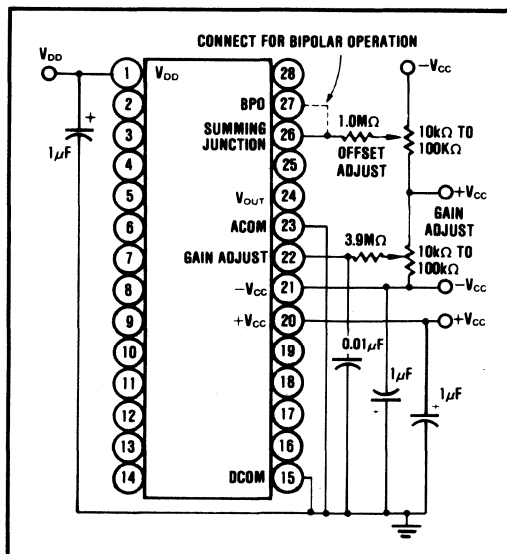 CONNECT FOR BIPOLAR OPERATION
VDD
-VCC
1 VDD
28
2
BPO 27
3
SUMMING JUNCTION 26
1.0MΩ
OFFSET ADJUST
10kΩ TO 100KΩ
1µF
+
4
25
5
VOUT 24
+VCC
6
ACOM 23
GAIN ADJUST
7
GAIN ADJUST 22
3.9MΩ
10kΩ TO 100kΩ
8
-VCC 21
-VCC
9
+VCC 20
+VCC
10
19
0.01µF
11
18
1µF
+
1µF
+
12
17
13
16
14
DCOM 15